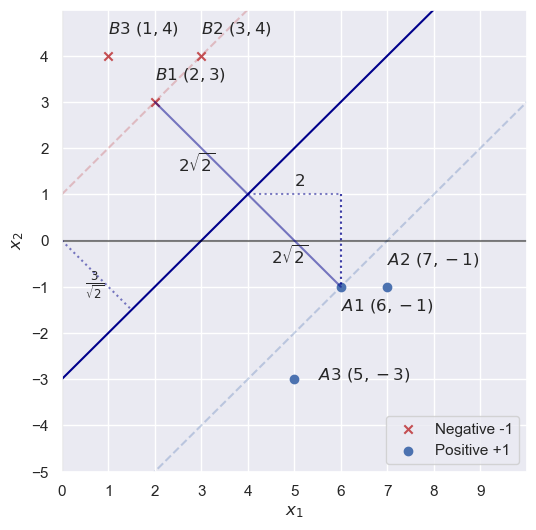 B3 (1, 4)
B2 (3, 4)
B1 (2, 3)
2√2
2
2√2
A2 (7, −1)
3/√2
A1 (6, −1)
A3 (5, −3)
4
3
2
1
0
−1
−2
−3
−4
−5
x₂
0 1 2 3 4 5 6 7 8 9
x₁
Negative -1
Positive +1